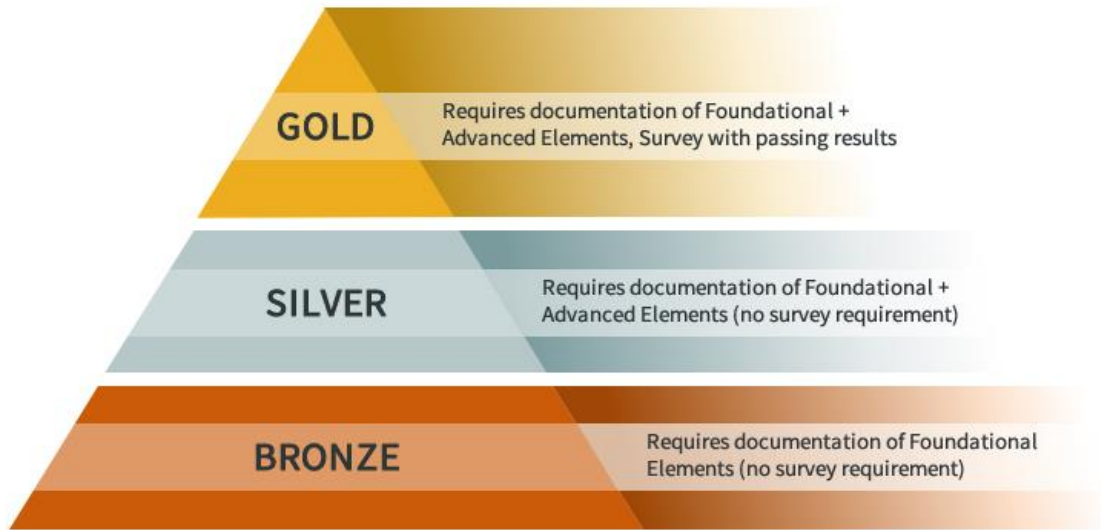 GOLD
Requires documentation of Foundational +
Advanced Elements, Survey with passing results
SILVER
Requires documentation of Foundational +
Advanced Elements (no survey requirement)
BRONZE
Requires documentation of Foundational
Elements (no survey requirement)